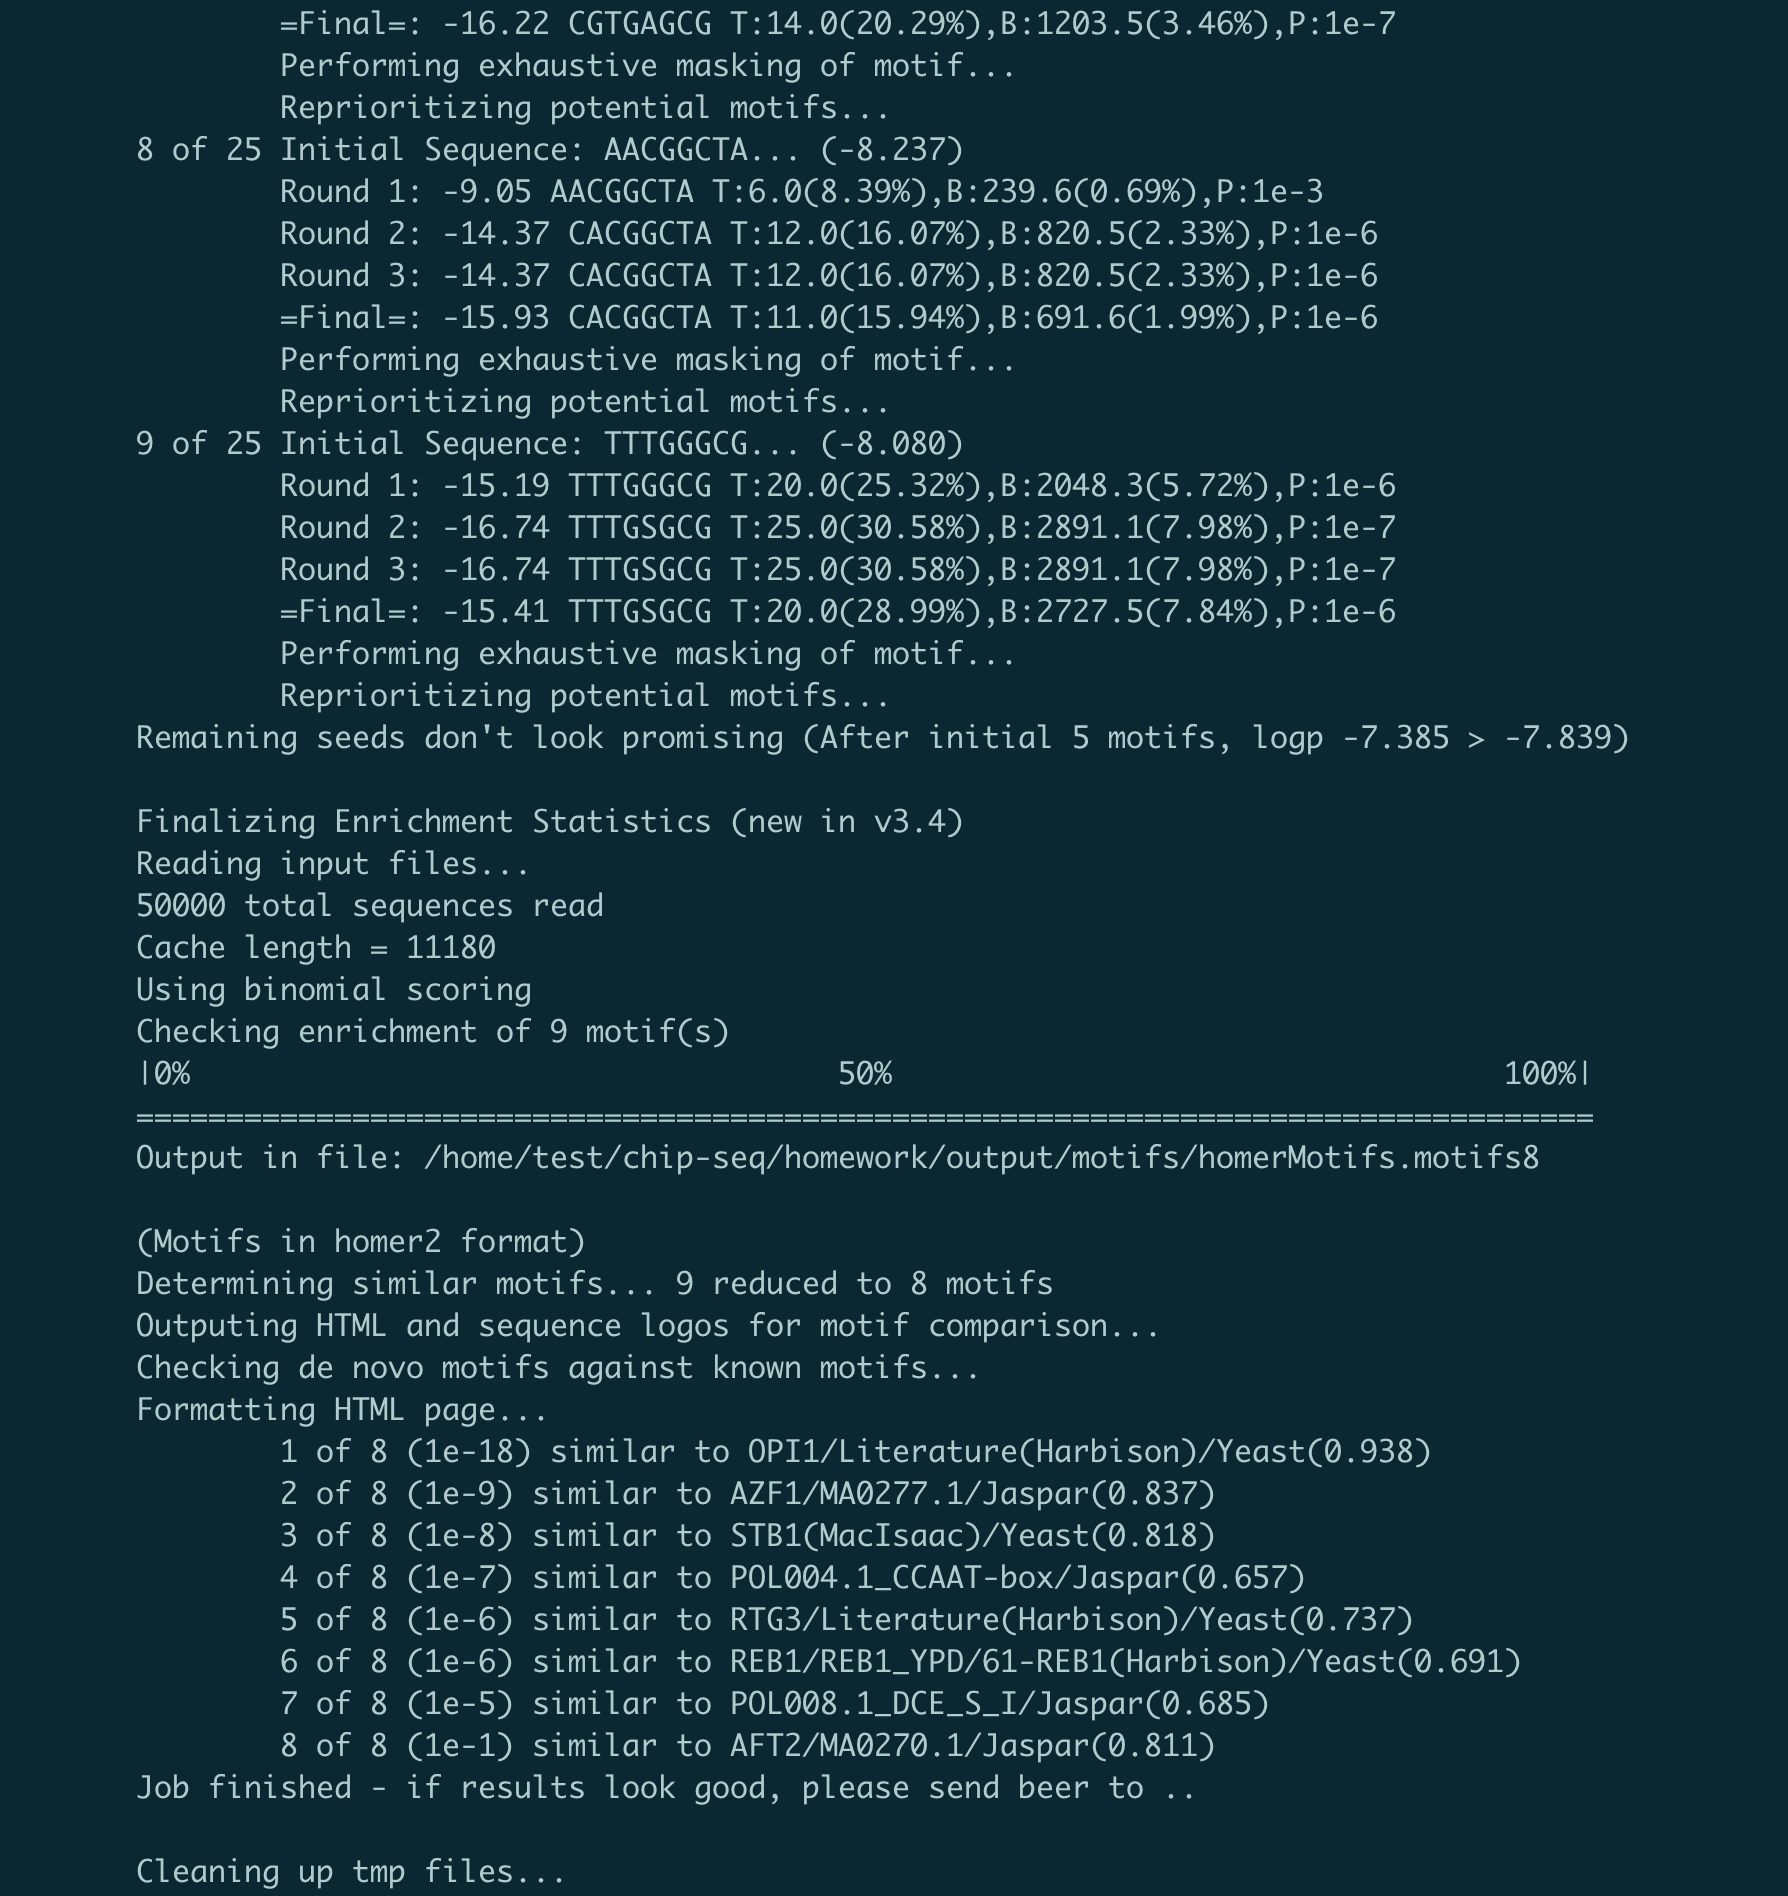 =Final=: -16.22 CGTGAGCG T:14.0(20.29%),B:1203.5(3.46%),P:1e-7
Performing exhaustive masking of motif...
Reprioritizing potential motifs...
8 of 25 Initial Sequence: AACGGCTA... (-8.237)
Round 1: -9.05 AACGGCTA T:6.0(8.39%),B:239.6(0.69%),P:1e-3
Round 2: -14.37 CACGGCTA T:12.0(16.07%),B:820.5(2.33%),P:1e-6
Round 3: -14.37 CACGGCTA T:12.0(16.07%),B:820.5(2.33%),P:1e-6
=Final=: -15.93 CACGGCTA T:11.0(15.94%),B:691.6(1.99%),P:1e-6
Performing exhaustive masking of motif...
Reprioritizing potential motifs...
9 of 25 Initial Sequence: TTTGGGCG... (-8.080)
Round 1: -15.19 TTTGGGCG T:20.0(25.32%),B:2048.3(5.72%),P:1e-6
Round 2: -16.74 TTTGSGCG T:25.0(30.58%),B:2891.1(7.98%),P:1e-7
Round 3: -16.74 TTTGSGCG T:25.0(30.58%),B:2891.1(7.98%),P:1e-7
=Final=: -15.41 TTTGSGCG T:20.0(28.99%),B:2727.5(7.84%),P:1e-6
Performing exhaustive masking of motif...
Reprioritizing potential motifs...
Remaining seeds don't look promising (After initial 5 motifs, logp -7.385 > -7.839)
Finalizing Enrichment Statistics (new in v3.4)
Reading input files...
50000 total sequences read
Cache length = 11180
Using binomial scoring
Checking enrichment of 9 motif(s)
|0%                                    50%                                  100%|
=================================================================================
Output in file: /home/test/chip-seq/homework/output/motifs/homerMotifs.motifs8
(Motifs in homer2 format)
Determining similar motifs... 9 reduced to 8 motifs
Outputing HTML and sequence logos for motif comparison...
Checking de novo motifs against known motifs...
Formatting HTML page...
1 of 8 (1e-18) similar to OPI1/Literature(Harbison)/Yeast(0.938)
2 of 8 (1e-9) similar to AZF1/MA0277.1/Jaspar(0.837)
3 of 8 (1e-8) similar to STB1(MacIsaac)/Yeast(0.818)
4 of 8 (1e-7) similar to POL004.1_CCAAT-box/Jaspar(0.657)
5 of 8 (1e-6) similar to RTG3/Literature(Harbison)/Yeast(0.737)
6 of 8 (1e-6) similar to REB1/REB1_YPD/61-REB1(Harbison)/Yeast(0.691)
7 of 8 (1e-5) similar to POL008.1_DCE_S_I/Jaspar(0.685)
8 of 8 (1e-1) similar to AFT2/MA0270.1/Jaspar(0.811)
Job finished - if results look good, please send beer to ..
Cleaning up tmp files...